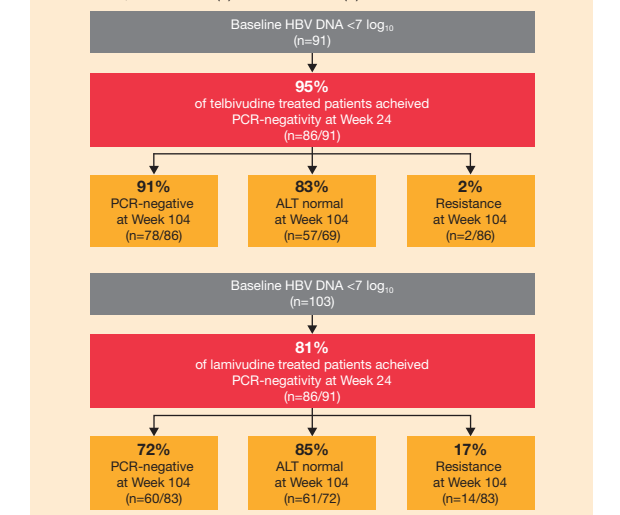 Baseline HBV DNA <7 log₁₀
(n=91)
95%
of telbivudine treated patients acheived
PCR-negativity at Week 24
(n=86/91)
91%
PCR-negative
at Week 104
(n=78/86)
83%
ALT normal
at Week 104
(n=57/69)
2%
Resistance
at Week 104
(n=2/86)
Baseline HBV DNA <7 log₁₀
(n=103)
81%
of lamivudine treated patients acheived
PCR-negativity at Week 24
(n=86/91)
72%
PCR-negative
at Week 104
(n=60/83)
85%
ALT normal
at Week 104
(n=61/72)
17%
Resistance
at Week 104
(n=14/83)